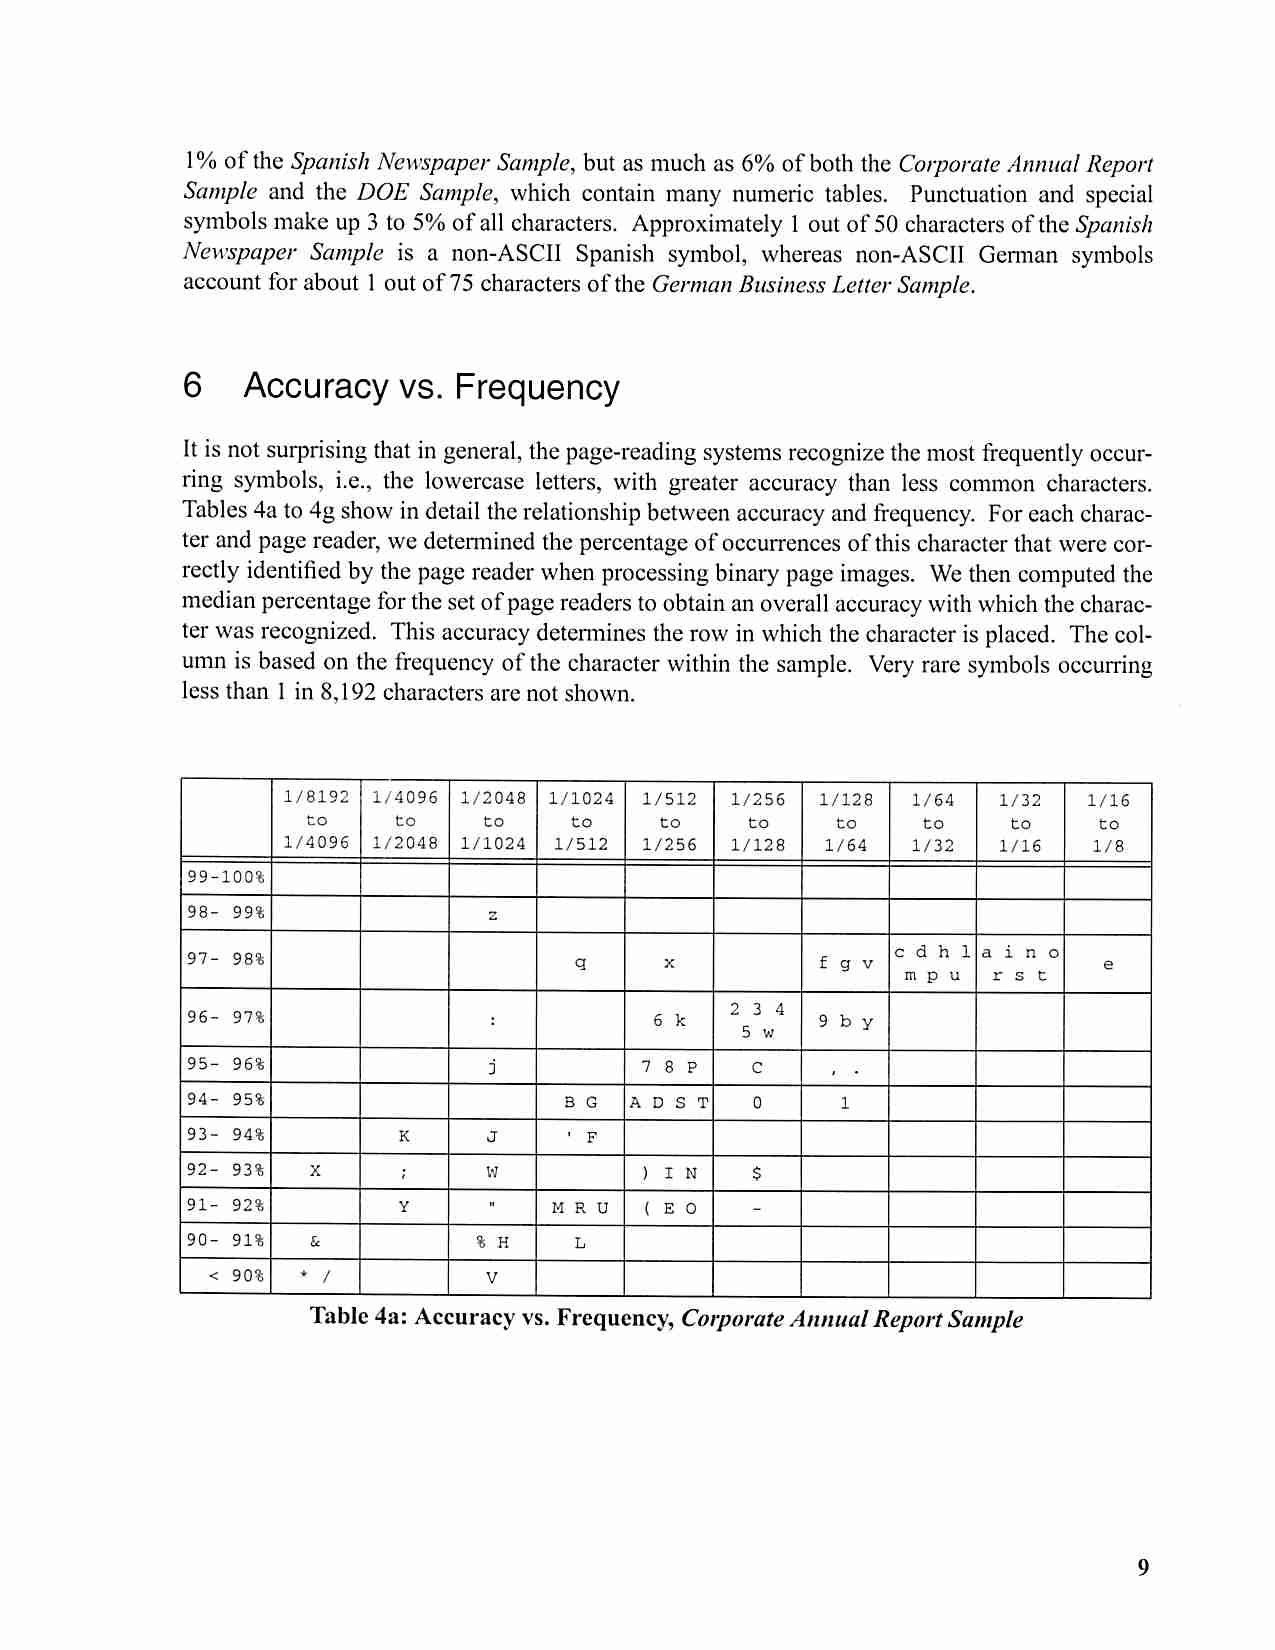 1% of the Spanish Newspaper Sample, but as much as 6% of both the Corporate Annual Report
Sample and the DOE Sample, which contain many numeric tables. Punctuation and special
symbols make up 3 to 5% of all characters. Approximately 1 out of 50 characters of the Spanish
Newspaper Sample is a non-ASCII Spanish symbol, whereas non-ASCII German symbols
account for about 1 out of 75 characters of the German Business Letter Sample.
6 Accuracy vs. Frequency
It is not surprising that in general, the page-reading systems recognize the most frequently occur-
ring symbols, i.e., the lowercase letters, with greater accuracy than less common characters.
Tables 4a to 4g show in detail the relationship between accuracy and frequency. For each charac-
ter and page reader, we determined the percentage of occurrences of this character that were cor-
rectly identified by the page reader when processing binary page images. We then computed the
median percentage for the set of page readers to obtain an overall accuracy with which the charac-
ter was recognized. This accuracy determines the row in which the character is placed. The col-
umn is based on the frequency of the character within the sample. Very rare symbols occurring
less than 1 in 8,192 characters are not shown.
1/8192 1/4096 1/2048 1/1024 1/512 1/256 1/128 1/64 1/32 1/16
to to to to to to to to to to
1/4096 1/2048 1/1024 1/512 1/256 1/128 1/64 1/32 1/16 1/8
99-100%
98- 99% z
97- 98% q x f g v c d h l a i n o e
m p u r s t
96- 97% : 6 k 2 3 4 9 b y
5 w
95- 96% j 7 8 P C , .
94- 95% B G A D S T 0 1
93- 94% K J ' F
92- 93% X ; W ) I N $
91- 92% Y " M R U ( E O -
90- 91% & % H L
< 90% * / V
Table 4a: Accuracy vs. Frequency, Corporate Annual Report Sample
9